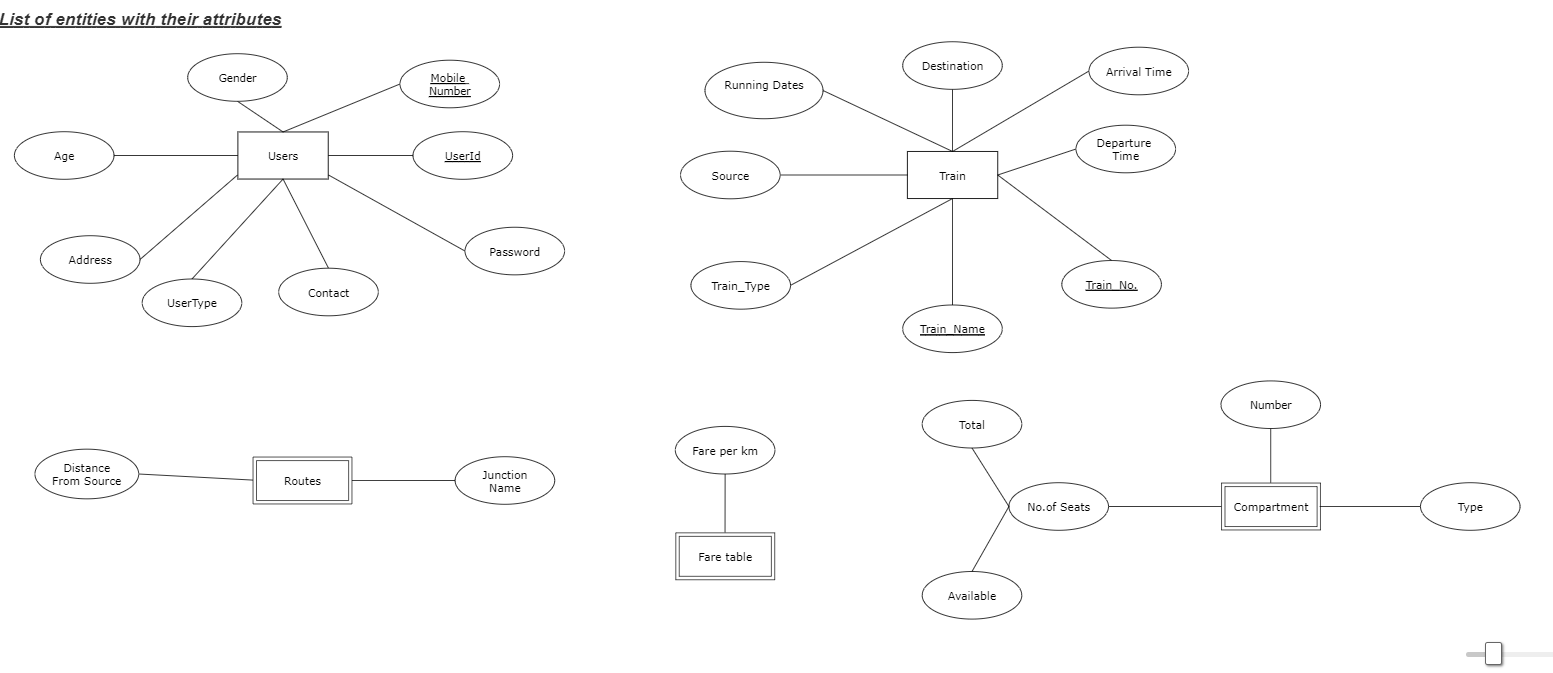 List of entities with their attributes
Gender
Mobile
Number
Age
Users
UserId
Address
UserType
Contact
Password
Running Dates
Destination
Arrival Time
Departure
Time
Source
Train
Train_Type
Train_Name
Train_No.
Distance
From Source
Routes
Junction
Name
Fare per km
Fare table
Total
No.of Seats
Available
Number
Compartment
Type